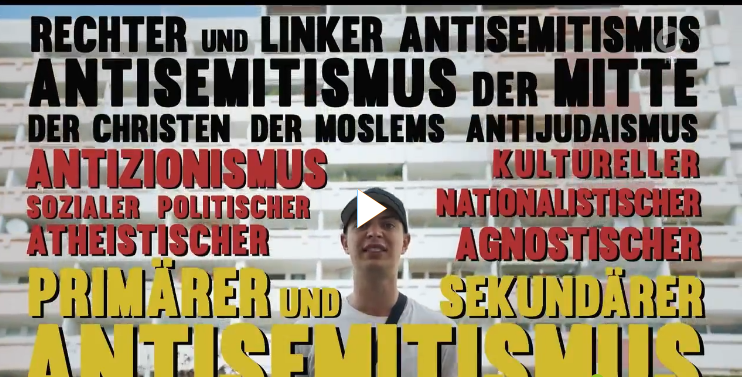 RECHTER UND LINKER ANTISEMITISMUS
ANTISEMITISMUS DER MITTE
DER CHRISTEN DER MOSLEMS ANTIJUDAISMUS
ANTIZIONISMUS KULTURELLER
SOZIALER POLITISCHER NATIONALISTISCHER
ATHEISTISCHER AGNOSTISCHER
PRIMÄRER UND SEKUNDÄRER
ANTISEMITISMUS